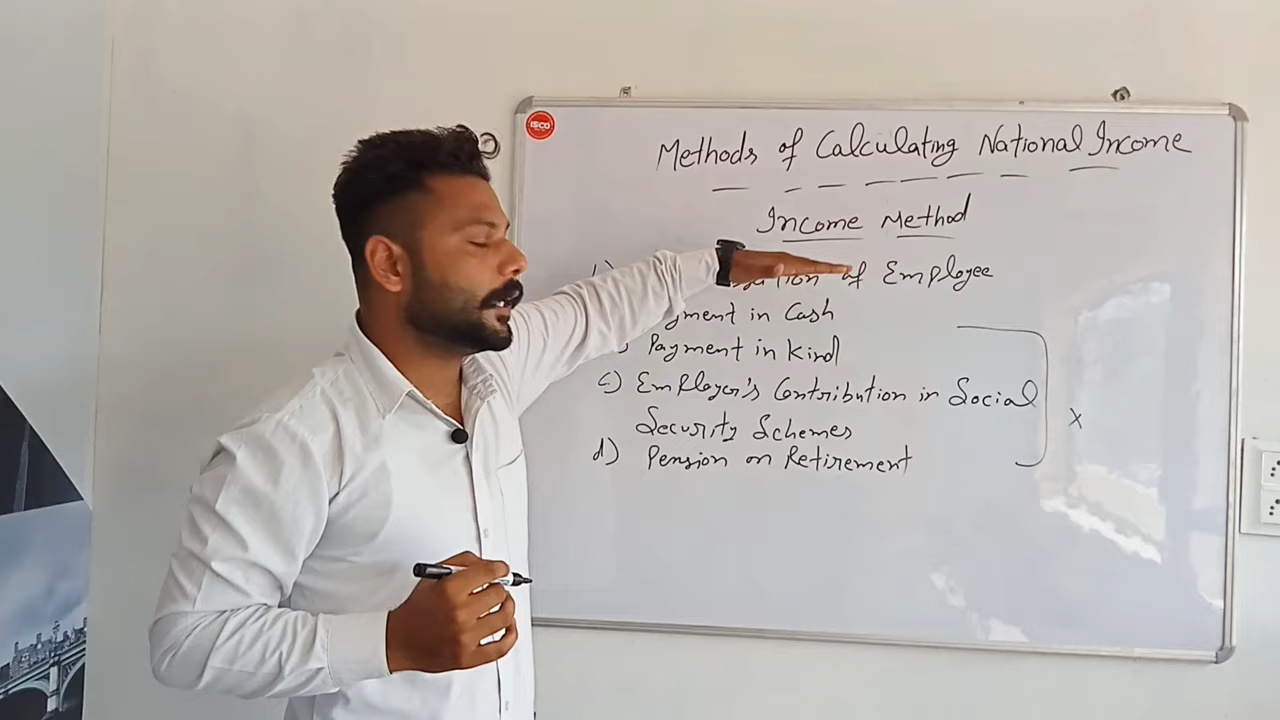 ISCO
Methods of Calculating National Income
Income Method
of Employee
in Cash
Payment in Kind
c) Employer's Contribution in Social
Security Schemes
d) Pension on Retirement
X